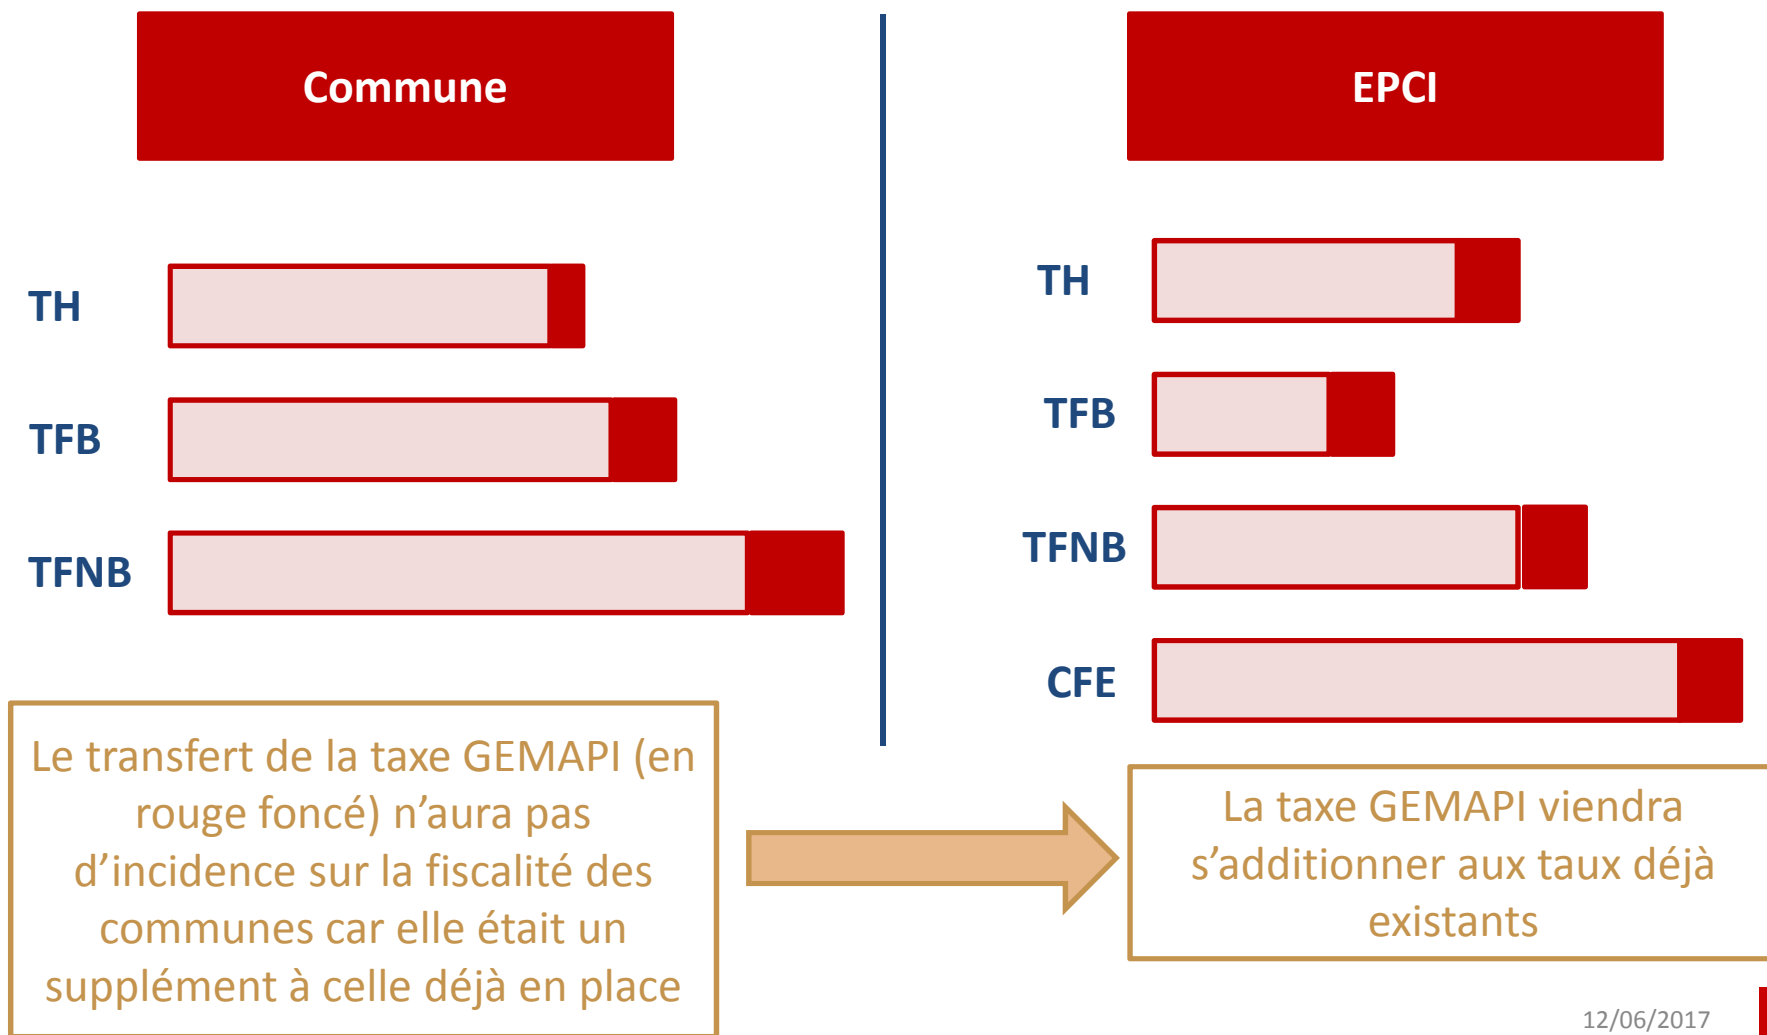 Commune
TH
TFB
TFNB
Le transfert de la taxe GEMAPI (en
rouge foncé) n’aura pas
d’incidence sur la fiscalité des
communes car elle était un
supplément à celle déjà en place
EPCI
TH
TFB
TFNB
CFE
La taxe GEMAPI viendra
s’additionner aux taux déjà
existants
12/06/2017